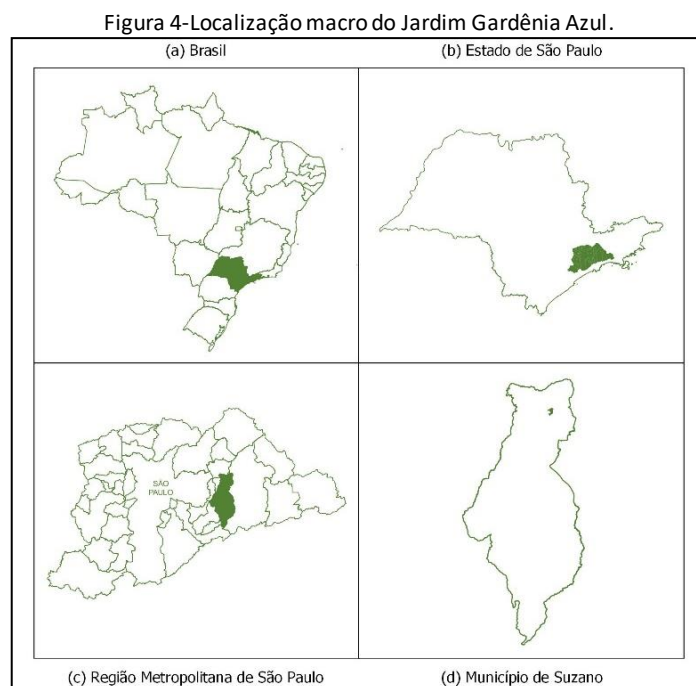 Figura 4-Localização macro do Jardim Gardênia Azul.
(a) Brasil
(b) Estado de São Paulo
SÃO
PAULO
(c) Região Metropolitana de São Paulo
(d) Município de Suzano